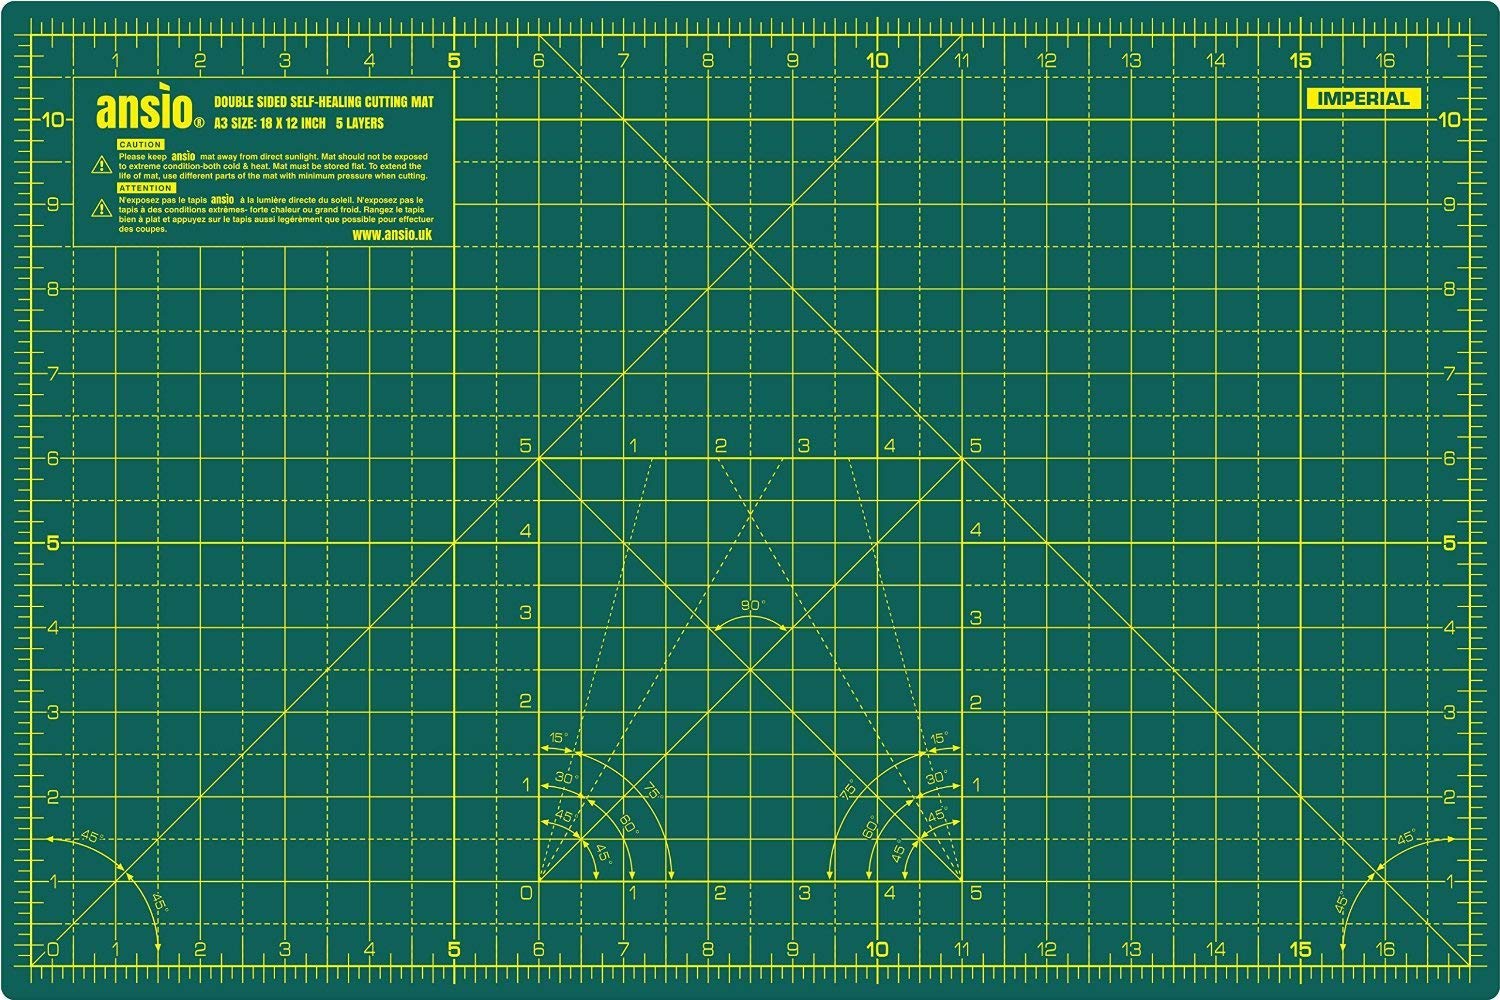 1 2 3 4 5 6 7 8 9 10 11 12 13 14 15 16
ansio®
DOUBLE SIDED SELF-HEALING CUTTING MAT
A3 SIZE: 18 X 12 INCH 5 LAYERS
CAUTION
Please keep ansio mat away from direct sunlight. Mat should not be exposed
to extreme condition-both cold & heat. Mat must be stored flat. To extend the
life of mat, use different parts of the mat with minimum pressure when cutting.
ATTENTION
N'exposez pas le tapis ansio à la lumière directe du soleil. N'exposez pas le
tapis à des conditions extrêmes- forte chaleur ou grand froid. Rangez le tapis
bien à plat et appuyez sur le tapis aussi legérèment que possible pour effectuer
des coupes.
www.ansio.uk
IMPERIAL
10 10
9 9
8 8
7 7
5 1 2 3 4 5
6 6
4 4
5 5
90°
3 3
4 4
2 2
3 3
15° 15°
30° 30°
1 75° 75° 1
2 2
45° 60° 60° 45°
45° 45°
45° 45°
1 1
0 1 2 3 4 5
45° 45°
0 1 2 3 4 5 6 7 8 9 10 11 12 13 14 15 16